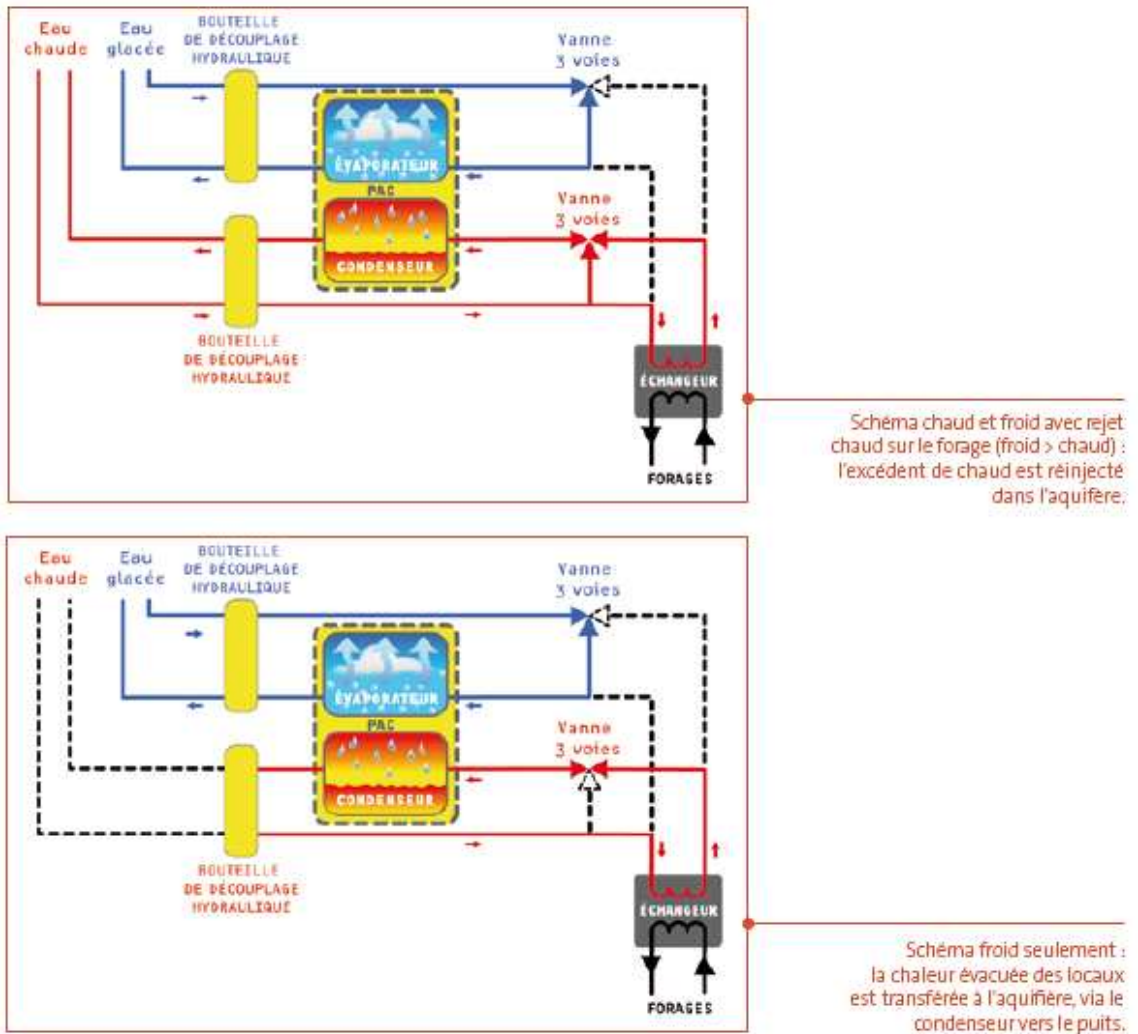 Eau
chaude
Eau
glacée
BOUTEILLE
DE DÉCOUPLAGE
HYDRAULIQUE
Vanne
3 voies
ÉVAPORATEUR
PAC
CONDENSEUR
Vanne
3 voies
BOUTEILLE
DE DÉCOUPLAGE
HYDRAULIQUE
ÉCHANGEUR
FORAGES
Schéma chaud et froid avec rejet
chaud sur le forage (froid > chaud) :
l'excédent de chaud est réinjecté
dans l'aquifère.
Eau
chaude
Eau
glacée
BOUTEILLE
DE DÉCOUPLAGE
HYDRAULIQUE
Vanne
3 voies
ÉVAPORATEUR
PAC
CONDENSEUR
Vanne
3 voies
BOUTEILLE
DE DÉCOUPLAGE
HYDRAULIQUE
ÉCHANGEUR
FORAGES
Schéma froid seulement :
la chaleur évacuée des locaux
est transférée à l'aquifière, via le
condenseur vers le puits.